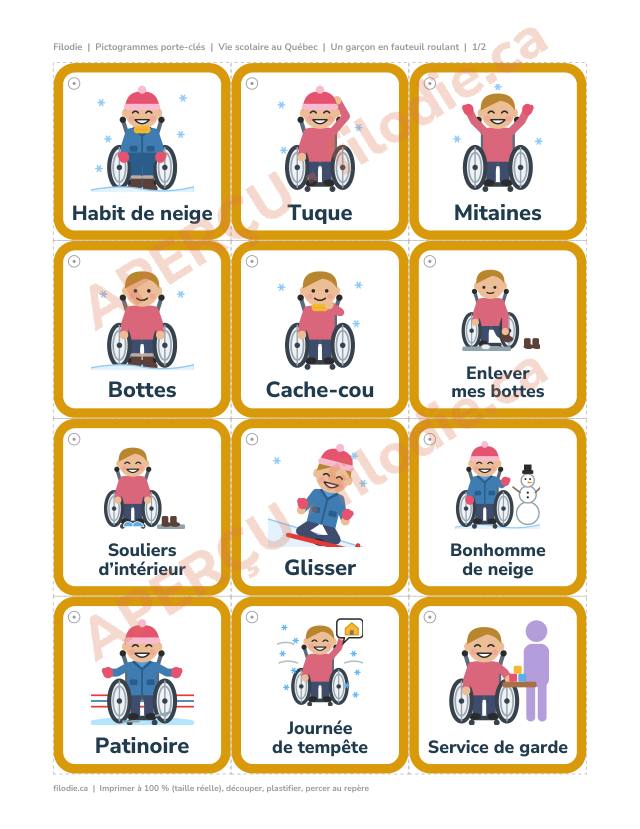 Filodie | Pictogrammes porte-clés | Vie scolaire au Québec | Un garçon en fauteuil roulant | 1/2
Habit de neige
Tuque
Mitaines
Bottes
Cache-cou
Enlever
mes bottes
Souliers
d'intérieur
Glisser
Bonhomme
de neige
Patinoire
Journée
de tempête
Service de garde
APERÇU filodie.ca
APERÇU filodie.ca
filodie.ca | Imprimer à 100 % (taille réelle), découper, plastifier, percer au repère